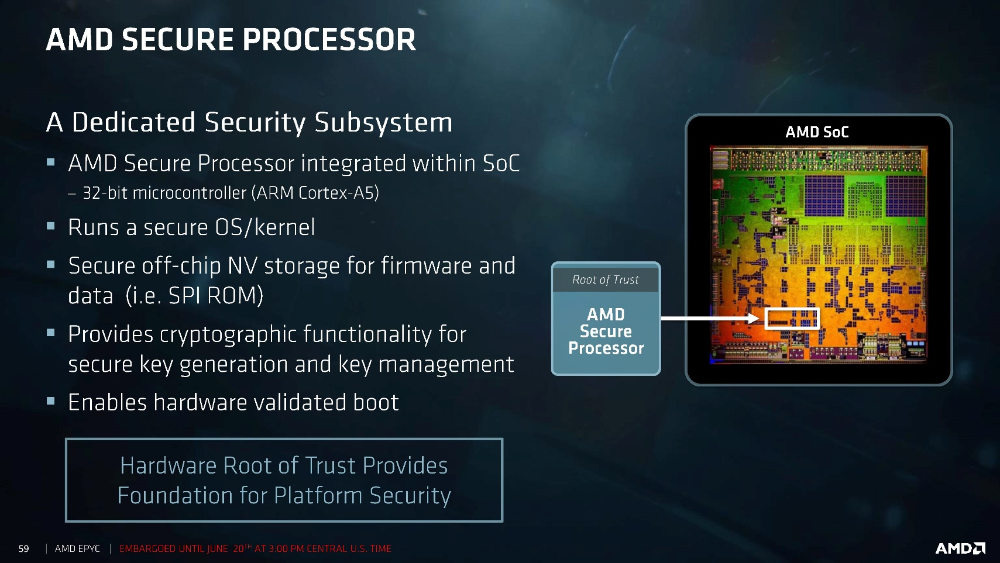 AMD SECURE PROCESSOR
A Dedicated Security Subsystem
▪ AMD Secure Processor integrated within SoC
– 32-bit microcontroller (ARM Cortex-A5)
▪ Runs a secure OS/kernel
▪ Secure off-chip NV storage for firmware and
data (i.e. SPI ROM)
▪ Provides cryptographic functionality for
secure key generation and key management
▪ Enables hardware validated boot
Hardware Root of Trust Provides
Foundation for Platform Security
Root of Trust
AMD
Secure
Processor
AMD SoC
59 | AMD EPYC | EMBARGOED UNTIL JUNE 20TH AT 3:00 PM CENTRAL U.S. TIME
AMD